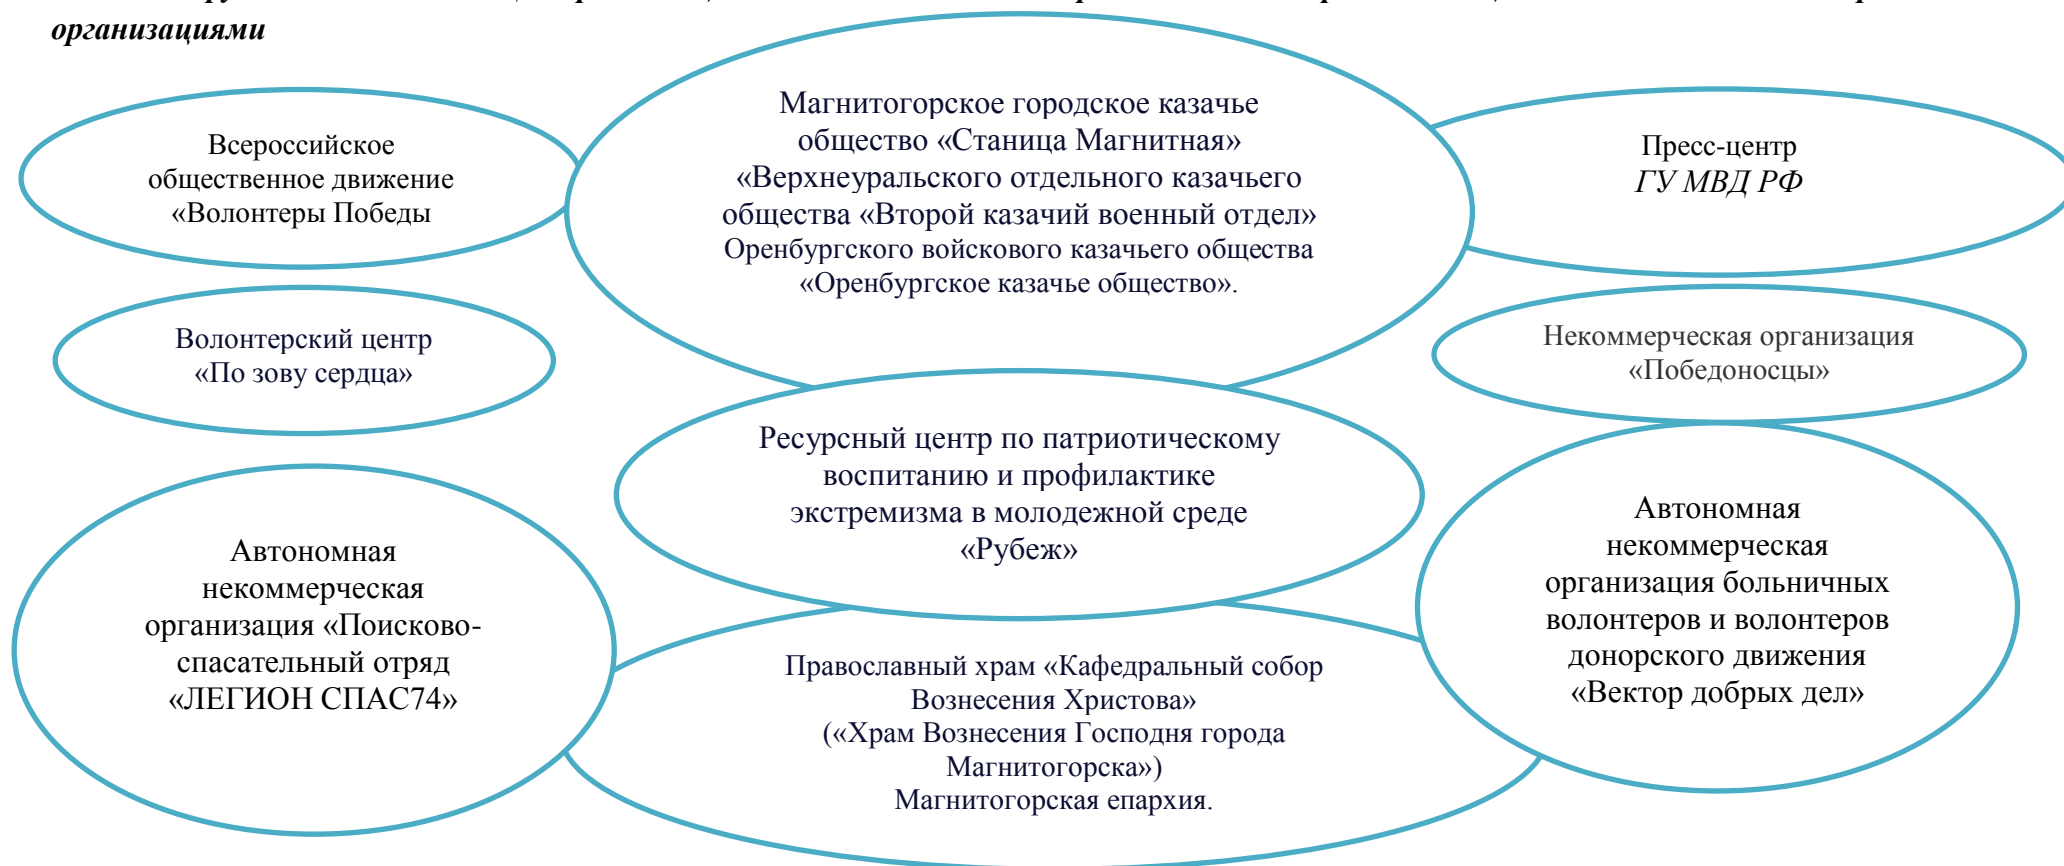 организациями
Всероссийское
общественное движение
«Волонтеры Победы
Магнитогорское городское казачье
общество «Станица Магнитная»
«Верхнеуральского отдельного казачьего
общества «Второй казачий военный отдел»
Оренбургского войскового казачьего общества
«Оренбургское казачье общество».
Пресс-центр
ГУ МВД РФ
Волонтерский центр
«По зову сердца»
Некоммерческая организация
«Победоносцы»
Ресурсный центр по патриотическому
воспитанию и профилактике
экстремизма в молодежной среде
«Рубеж»
Автономная
некоммерческая
организация «Поисково-
спасательный отряд
«ЛЕГИОН СПАС74»
Автономная
некоммерческая
организация больничных
волонтеров и волонтеров
донорского движения
«Вектор добрых дел»
Православный храм «Кафедральный собор
Вознесения Христова»
(«Храм Вознесения Господня города
Магнитогорска»)
Магнитогорская епархия.